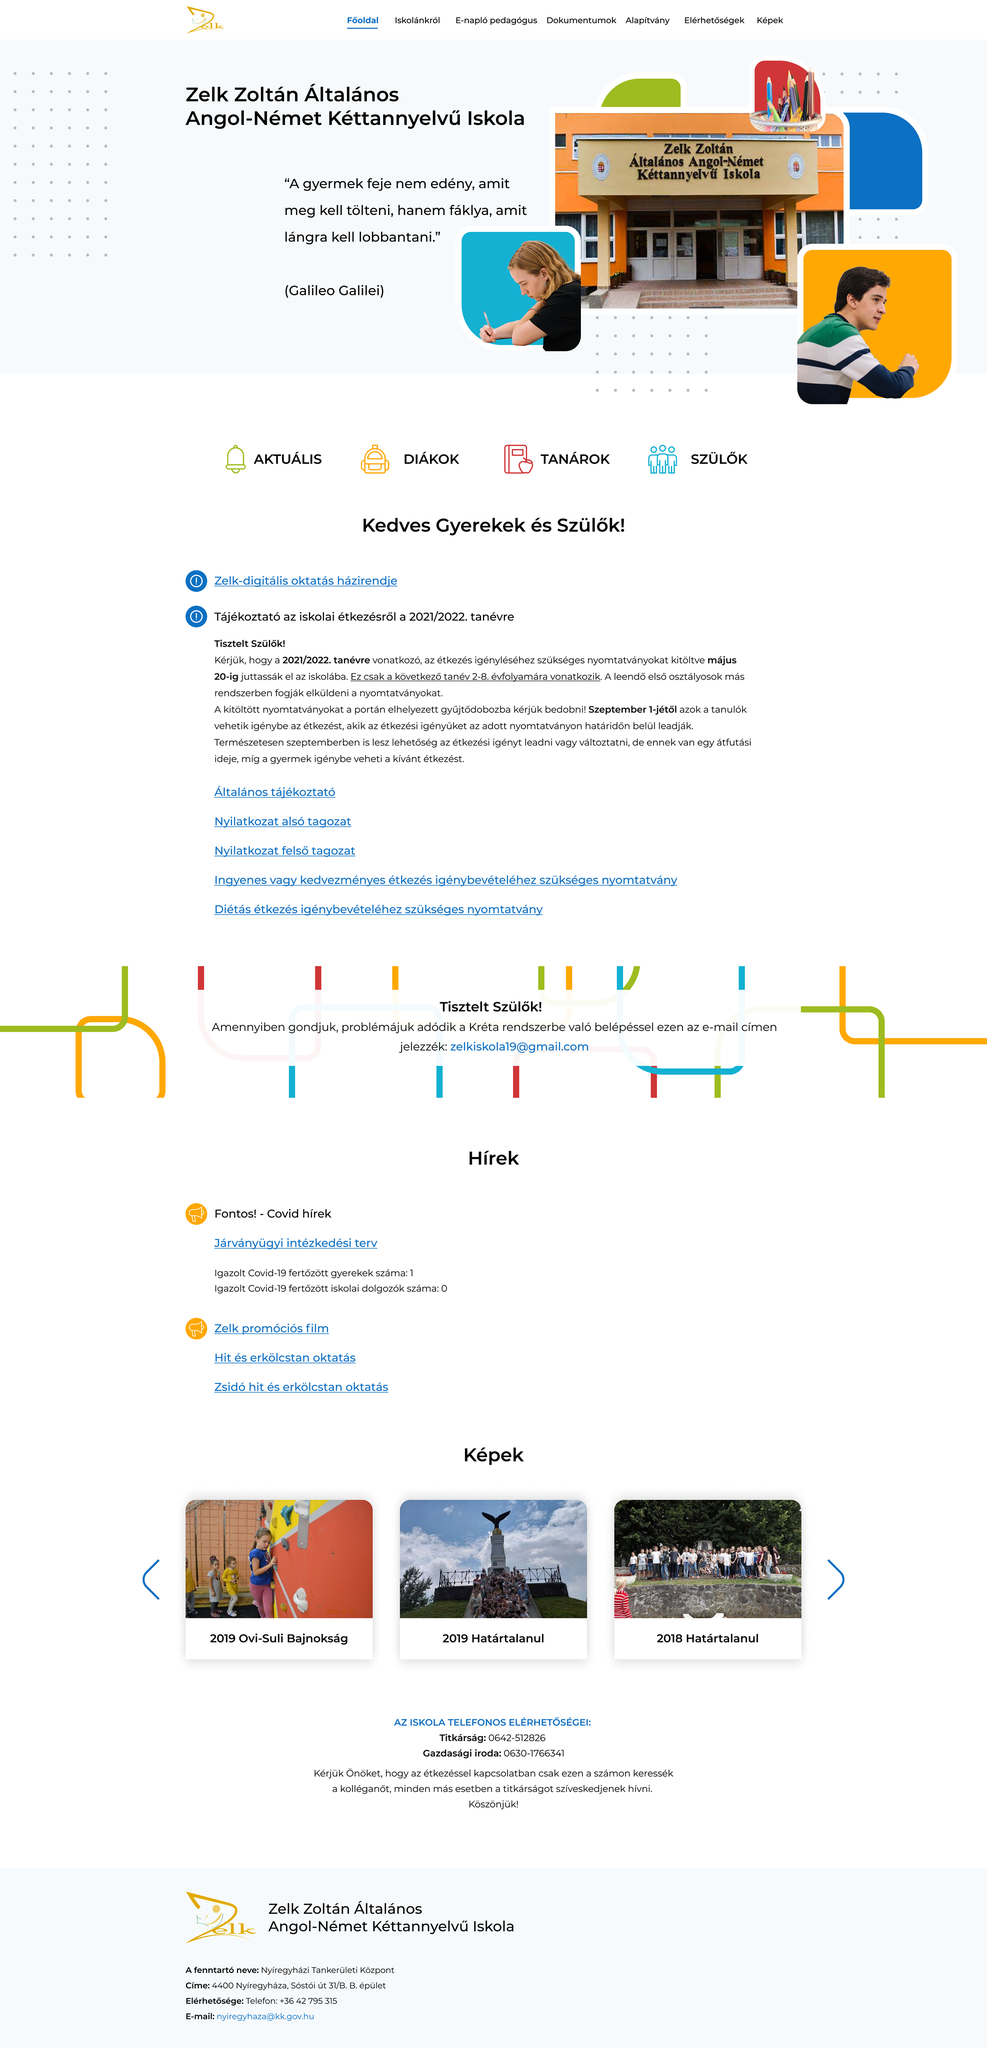 Zelk
Főoldal Iskolánkról E-napló pedagógus Dokumentumok Alapítvány Elérhetőségek Képek
Zelk Zoltán Általános
Angol-Német Kéttannyelvű Iskola
“A gyermek feje nem edény, amit
meg kell tölteni, hanem fáklya, amit
lángra kell lobbantani.”
(Galileo Galilei)
Zelk Zoltán
Általános Angol-Német
Kéttannyelvű Iskola
AKTUÁLIS DIÁKOK TANÁROK SZÜLŐK
Kedves Gyerekek és Szülők!
Zelk-digitális oktatás házirendje
Tájékoztató az iskolai étkezésről a 2021/2022. tanévre
Tisztelt Szülők!
Kérjük, hogy a 2021/2022. tanévre vonatkozó, az étkezés igényléséhez szükséges nyomtatványokat kitöltve május
20-ig juttassák el az iskolába. Ez csak a következő tanév 2-8. évfolyamára vonatkozik. A leendő első osztályosok más
rendszerben fogják elküldeni a nyomtatványokat.
A kitöltött nyomtatványokat a portán elhelyezett gyűjtődobozba kérjük bedobni! Szeptember 1-jétől azok a tanulók
vehetik igénybe az étkezést, akik az étkezési igényüket az adott nyomtatványon határidőn belül leadják.
Természetesen szeptemberben is lesz lehetőség az étkezési igényt leadni vagy változtatni, de ennek van egy átfutási
ideje, míg a gyermek igénybe veheti a kívánt étkezést.
Általános tájékoztató
Nyilatkozat alsó tagozat
Nyilatkozat felső tagozat
Ingyenes vagy kedvezményes étkezés igénybevételéhez szükséges nyomtatvány
Diétás étkezés igénybevételéhez szükséges nyomtatvány
Tisztelt Szülők!
Amennyiben gondjuk, problémájuk adódik a Kréta rendszerbe való belépéssel ezen az e-mail címen
jelezzék: zelkiskola19@gmail.com
Hírek
Fontos! - Covid hírek
Járványügyi intézkedési terv
Igazolt Covid-19 fertőzött gyerekek száma: 1
Igazolt Covid-19 fertőzött iskolai dolgozók száma: 0
Zelk promóciós film
Hit és erkölcstan oktatás
Zsidó hit és erkölcstan oktatás
Képek
2019 Ovi-Suli Bajnokság 2019 Határtalanul 2018 Határtalanul
AZ ISKOLA TELEFONOS ELÉRHETŐSÉGEI:
Titkárság: 0642-512826
Gazdasági iroda: 0630-1766341
Kérjük Önöket, hogy az étkezéssel kapcsolatban csak ezen a számon keressék
a kolléganőt, minden más esetben a titkárságot szíveskedjenek hívni.
Köszönjük!
Zelk
Zelk Zoltán Általános
Angol-Német Kéttannyelvű Iskola
A fenntartó neve: Nyíregyházi Tankerületi Központ
Címe: 4400 Nyíregyháza, Sóstói út 31/B. B. épület
Elérhetősége: Telefon: +36 42 795 315
E-mail: nyiregyhaza@kk.gov.hu